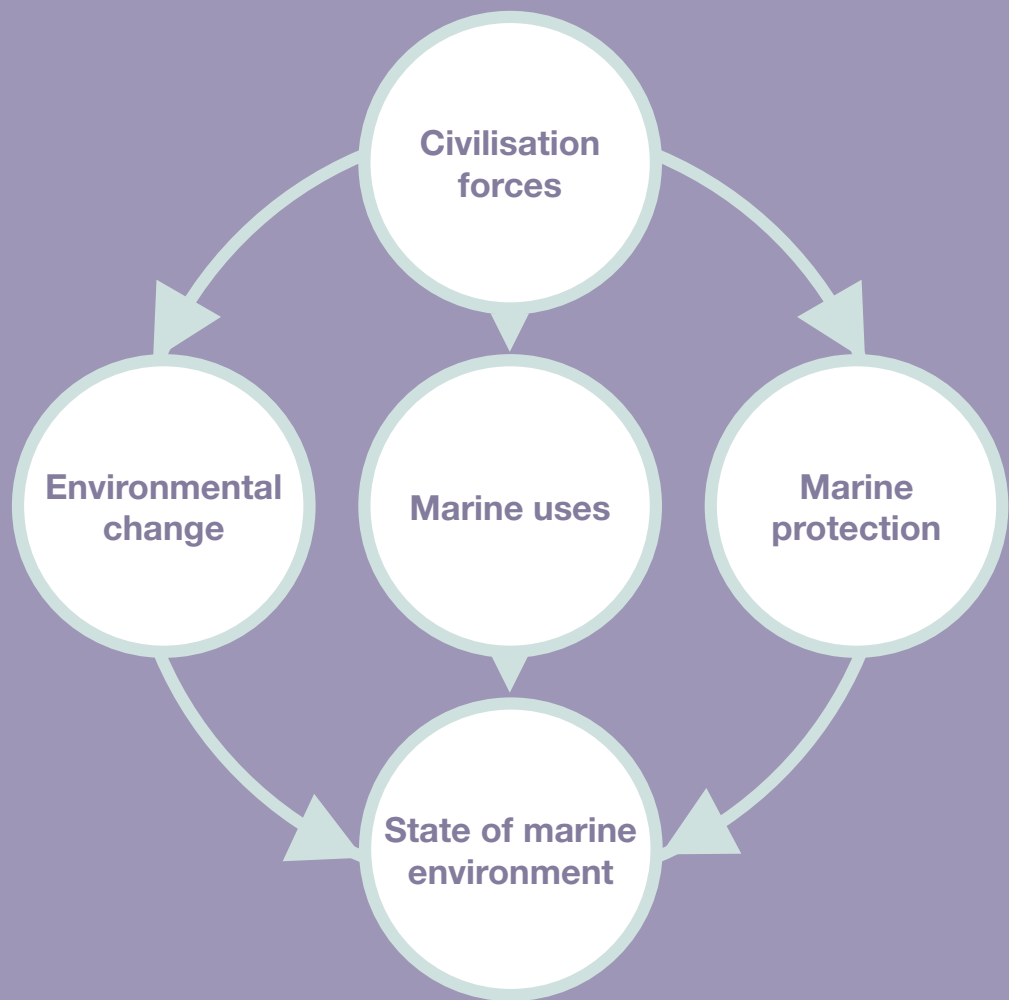 Civilisation
forces
Environmental
change
Marine uses
Marine
protection
State of marine
environment